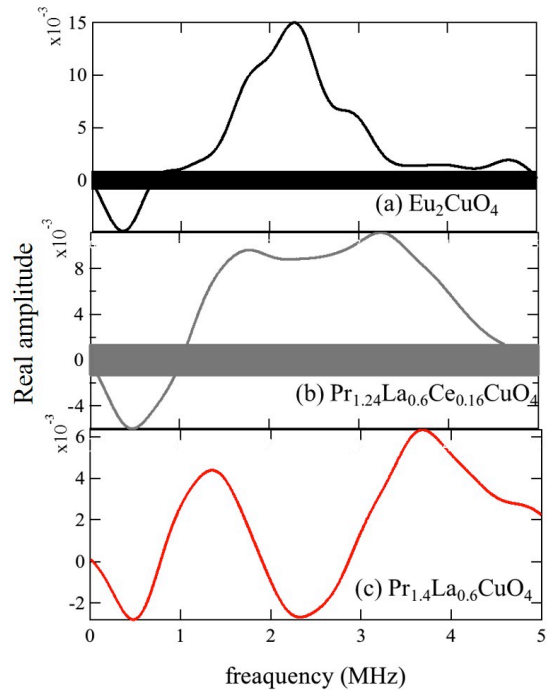 x10⁻³
15
10
5
0
(a) Eu₂CuO₄
x10⁻³
8
4
0
-4
(b) Pr₁.₂₄La₀.₆Ce₀.₁₆CuO₄
x10⁻³
6
4
2
0
-2
(c) Pr₁.₄La₀.₆CuO₄
0 1 2 3 4 5
Real amplitude
freaquency (MHz)